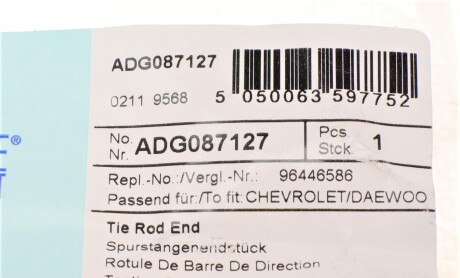 ADG087127
0211 9568
5 050063 597752
No.
Nr. ADG087127
Pcs.
Stck. 1
Repl.-No.:/Vergl.-Nr.: 96446586
Passend für:/To fit: CHEVROLET/DAEWOO
Tie Rod End
Spurstangenendstück
Rotule De Barre De Direction